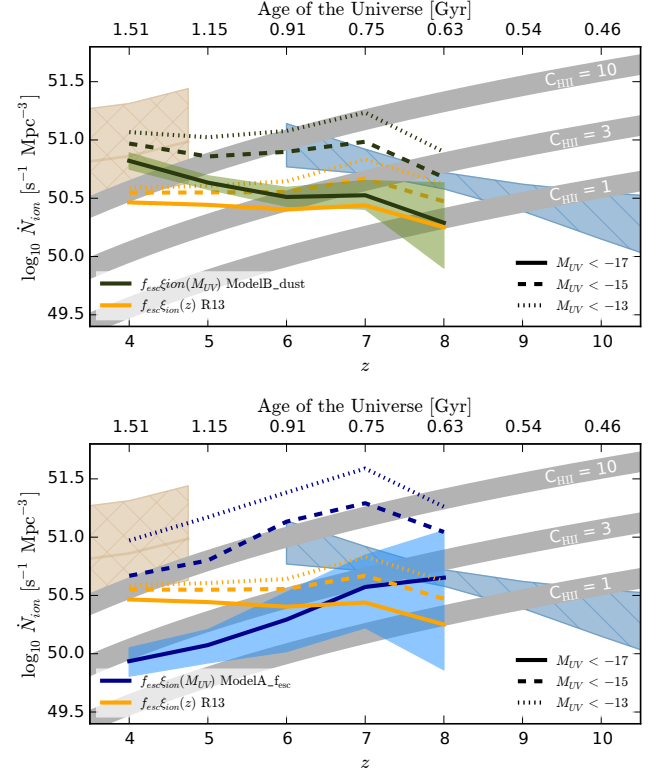 Age of the Universe [Gyr]
1.51 1.15 0.91 0.75 0.63 0.54 0.46
51.5
51.0
50.5
50.0
49.5
log₁₀ Ṅ_ion [s⁻¹ Mpc⁻³]
C_HII = 10
C_HII = 3
C_HII = 1
f_esc ξion(M_UV) ModelB_dust
f_esc ξ_ion(z) R13
M_UV < −17
M_UV < −15
M_UV < −13
4 5 6 7 8 9 10
z
Age of the Universe [Gyr]
1.51 1.15 0.91 0.75 0.63 0.54 0.46
51.5
51.0
50.5
50.0
49.5
log₁₀ Ṅ_ion [s⁻¹ Mpc⁻³]
C_HII = 10
C_HII = 3
C_HII = 1
f_esc ξ_ion(M_UV) ModelA_f_esc
f_esc ξ_ion(z) R13
M_UV < −17
M_UV < −15
M_UV < −13
4 5 6 7 8 9 10
z